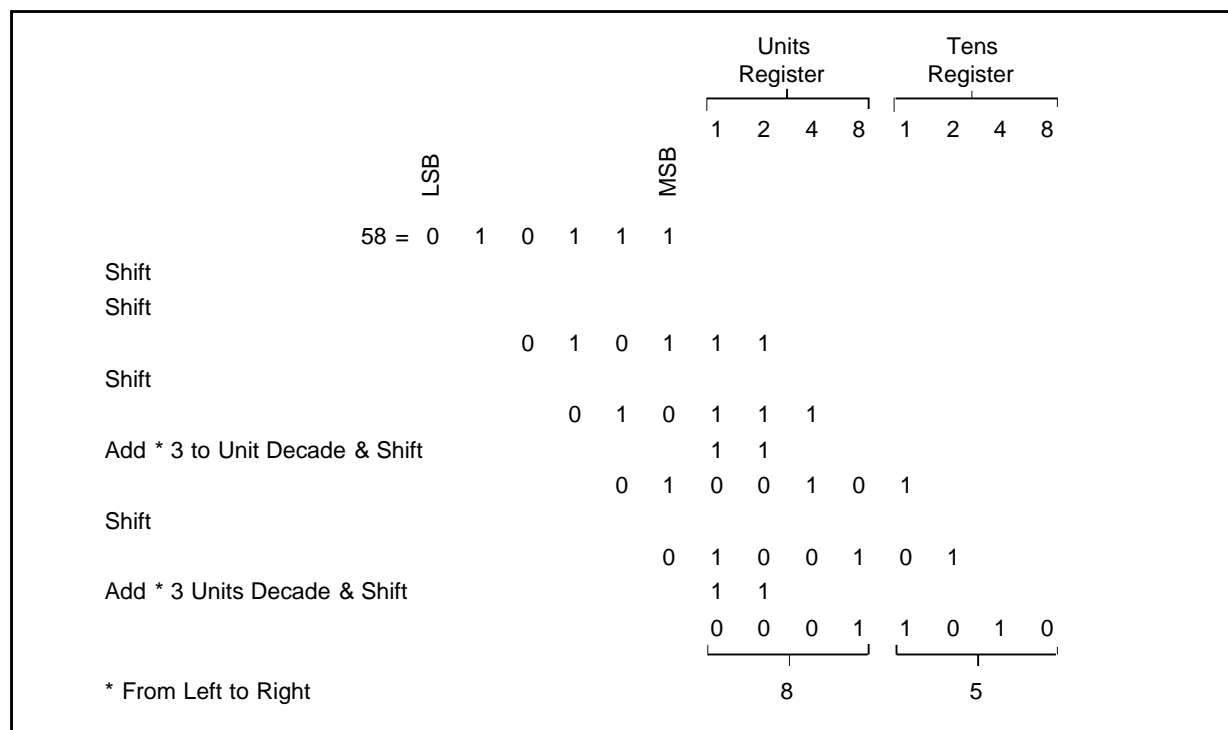 Units Tens
Register Register
1 2 4 8 1 2 4 8
LSB MSB
58 = 0 1 0 1 1 1
Shift
Shift
0 1 0 1 1 1
Shift
0 1 0 1 1 1
Add * 3 to Unit Decade & Shift 1 1
0 1 0 0 1 0 1
Shift
0 1 0 0 1 0 1
Add * 3 Units Decade & Shift 1 1
0 0 0 1 1 0 1 0
* From Left to Right 8 5